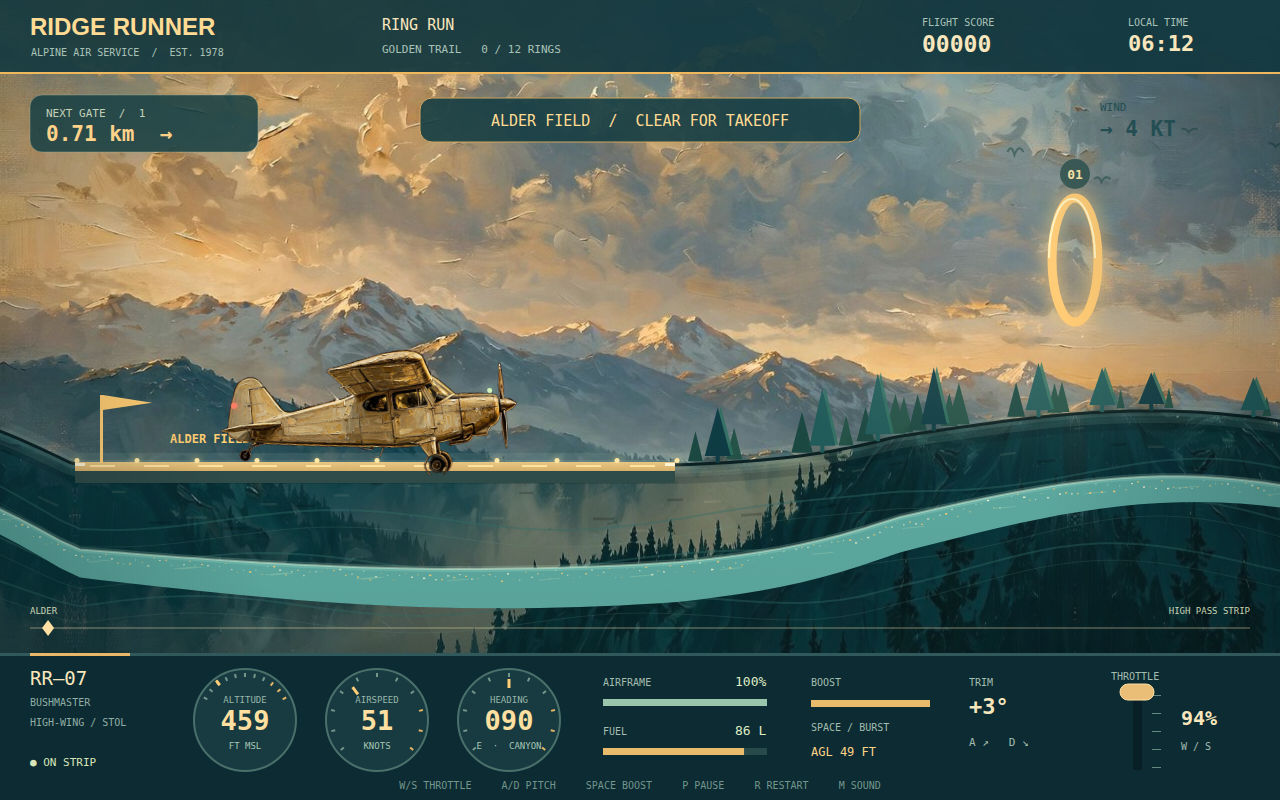 RIDGE RUNNER
ALPINE AIR SERVICE / EST. 1978
RING RUN
GOLDEN TRAIL 0 / 12 RINGS
FLIGHT SCORE
00000
LOCAL TIME
06:12
NEXT GATE / 1
0.71 km →
ALDER FIELD / CLEAR FOR TAKEOFF
WIND
→ 4 KT
01
ALDER FIEL
ALDER
HIGH PASS STRIP
RR—07
BUSHMASTER
HIGH-WING / STOL
● ON STRIP
ALTITUDE
459
FT MSL
AIRSPEED
51
KNOTS
HEADING
090
E · CANYON
AIRFRAME 100%
FUEL 86 L
BOOST
SPACE / BURST
AGL 49 FT
TRIM
+3°
A ↗ D ↘
THROTTLE
94%
W / S
W/S THROTTLE A/D PITCH SPACE BOOST P PAUSE R RESTART M SOUND